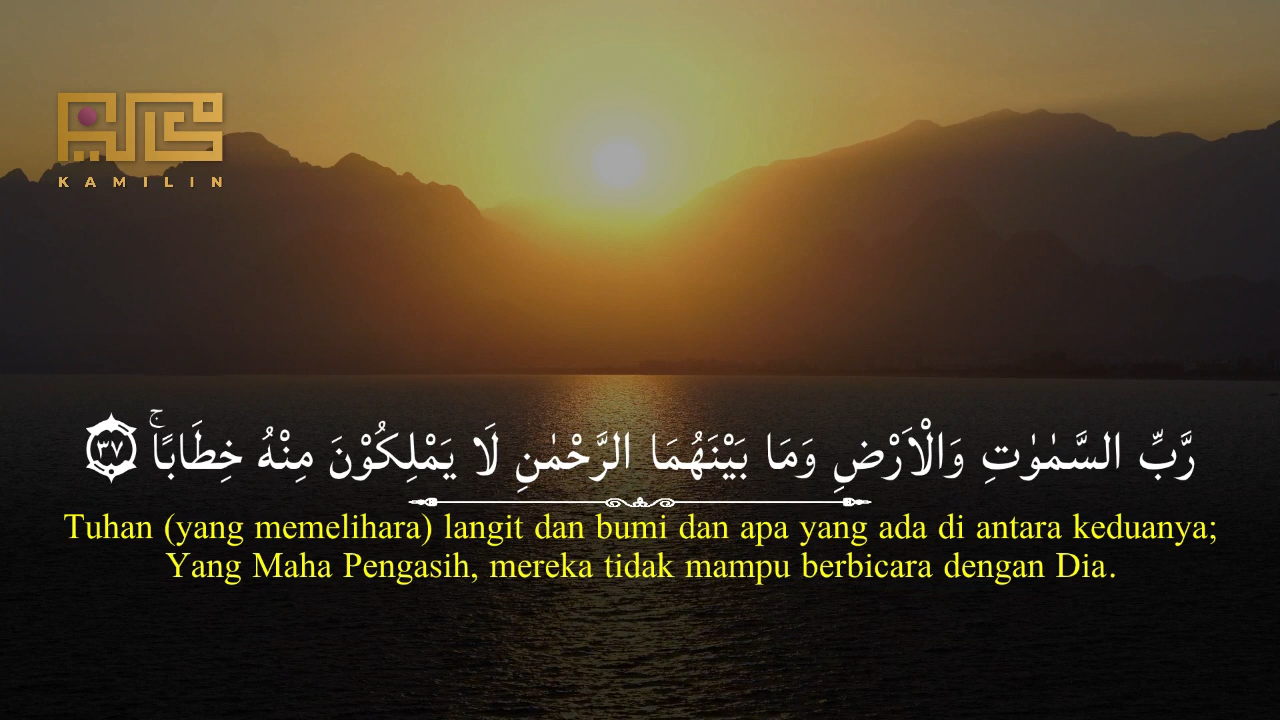 KAMILIN
رَّبِّ السَّمٰوٰتِ وَالْاَرْضِ وَمَا بَيْنَهُمَا الرَّحْمٰنِ لَا يَمْلِكُوْنَ مِنْهُ خِطَابًاۚ ٣٧
Tuhan (yang memelihara) langit dan bumi dan apa yang ada di antara keduanya;
Yang Maha Pengasih, mereka tidak mampu berbicara dengan Dia.